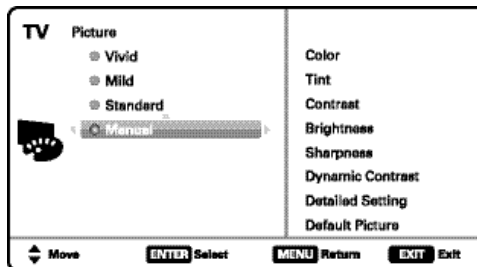 TV Picture
Vivid
Mild
Standard
Manual
Color
Tint
Contrast
Brightness
Sharpness
Dynamic Contrast
Detailed Setting
Default Picture
Move ENTER Select MENU Return EXIT Exit